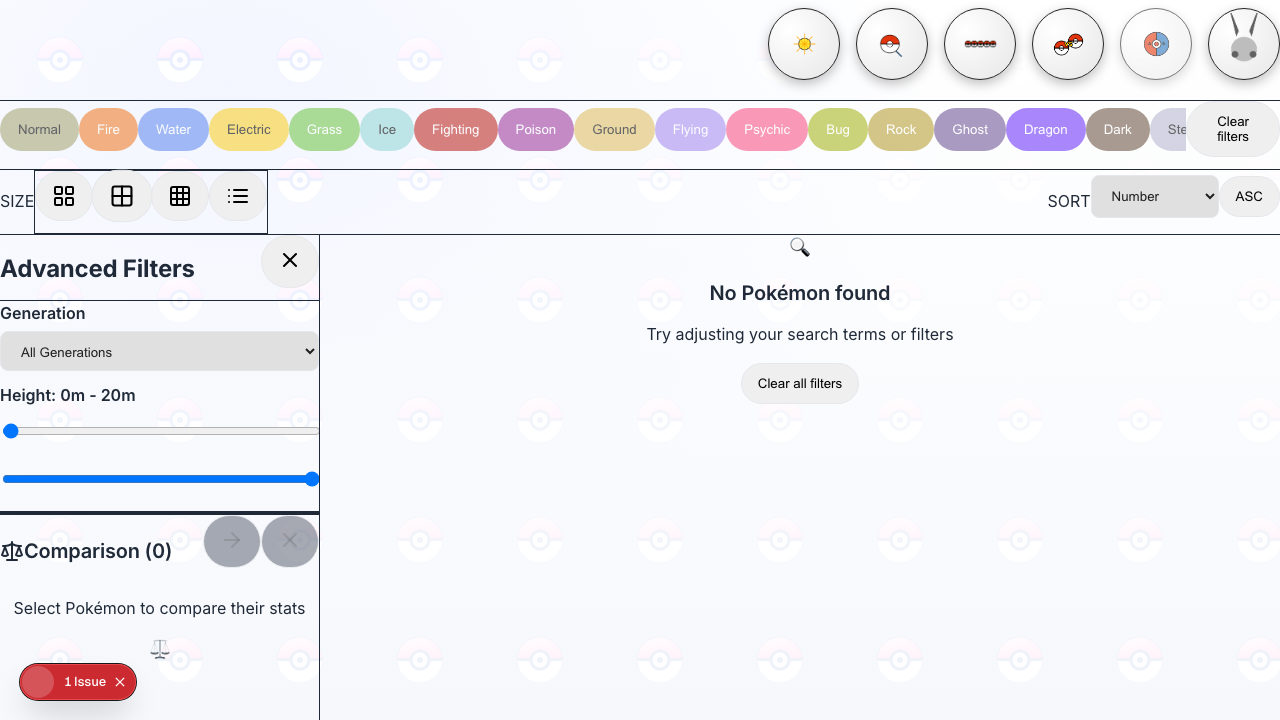 Normal
Fire
Water
Electric
Grass
Ice
Fighting
Poison
Ground
Flying
Psychic
Bug
Rock
Ghost
Dragon
Dark
Ste
Clear
filters
SIZE
SORT
Number
ASC
Advanced Filters
Generation
All Generations
Height: 0m - 20m
Comparison (0)
Select Pokémon to compare their stats
1 Issue
No Pokémon found
Try adjusting your search terms or filters
Clear all filters